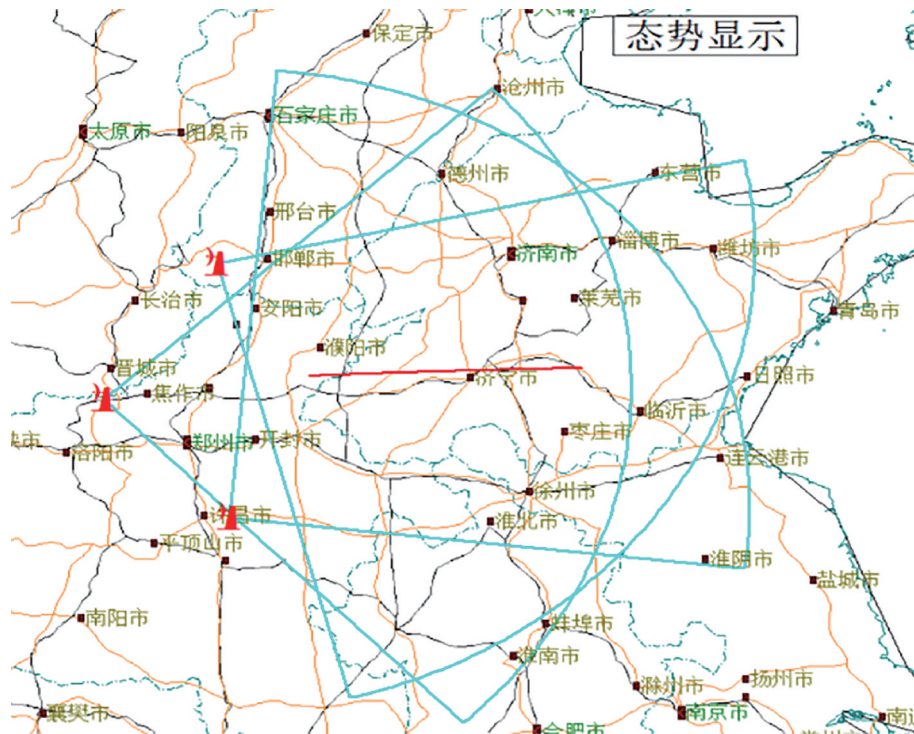 态势显示
保定市
沧州市
石家庄市
太原市
阳泉市
德州市
东营市
邢台市
淄博市
潍坊市
济南市
邯郸市
莱芜市
长治市
安阳市
青岛市
濮阳市
晋城市
济宁市
日照市
焦作市
临沂市
枣庄市
郑州市
开封市
洛阳市
连云港市
徐州市
许昌市
淮北市
平顶山市
淮阴市
盐城市
南阳市
蚌埠市
淮南市
滁州市
扬州市
襄樊市
南京市
合肥市